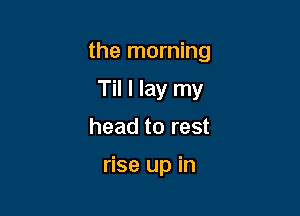 the morning
Til I lay my
head to rest
rise up in